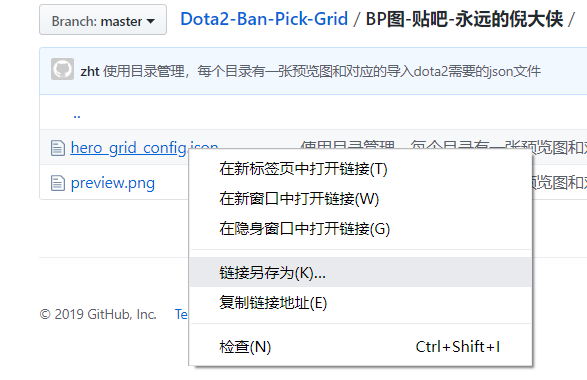 Branch: master
Dota2-Ban-Pick-Grid / BP图-贴吧-永远的倪大侠 /
zht 使用目录管理，每个目录有一张预览图和对应的导入dota2需要的json文件
..
hero_grid_config.json 使用目录管理，每个目录有一张预览图和对
preview.png 预览图和对
在新标签页中打开链接(T)
在新窗口中打开链接(W)
在隐身窗口中打开链接(G)
链接另存为(K)...
复制链接地址(E)
检查(N) Ctrl+Shift+I
© 2019 GitHub, Inc. Te